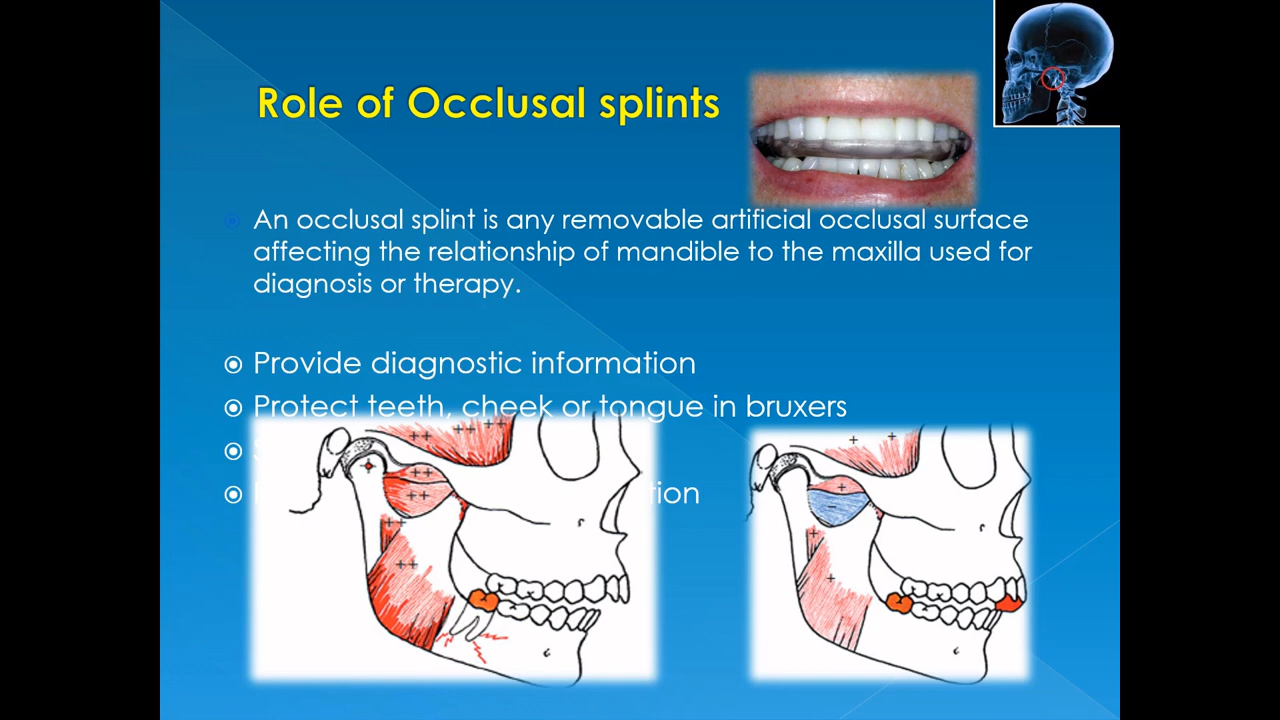 Role of Occlusal splints
An occlusal splint is any removable artificial occlusal surface
affecting the relationship of mandible to the maxilla used for
diagnosis or therapy.
Provide diagnostic information
Protect teeth, cheek or tongue in bruxers